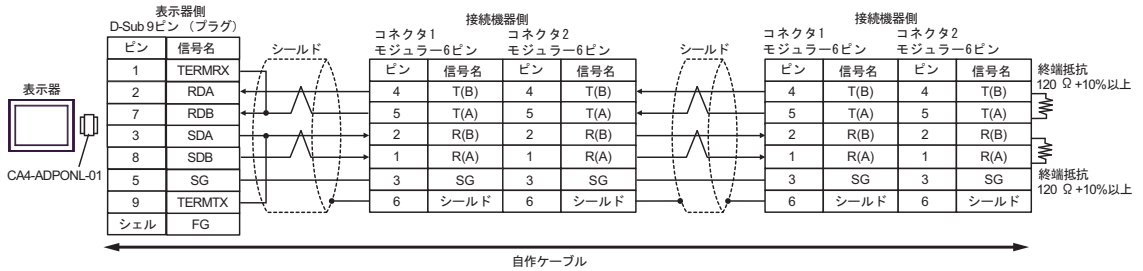 表示器側
D-Sub 9ピン （プラグ）
ピン 信号名
1 TERMRX
2 RDA
7 RDB
3 SDA
8 SDB
5 SG
9 TERMTX
シェル FG
表示器
CA4-ADPONL-01
シールド
接続機器側
コネクタ1 コネクタ2
モジュラー6ピン モジュラー6ピン
ピン 信号名 ピン 信号名
4 T(B) 4 T(B)
5 T(A) 5 T(A)
2 R(B) 2 R(B)
1 R(A) 1 R(A)
3 SG 3 SG
6 シールド 6 シールド
シールド
接続機器側
コネクタ1 コネクタ2
モジュラー6ピン モジュラー6ピン
ピン 信号名 ピン 信号名
4 T(B) 4 T(B)
5 T(A) 5 T(A)
2 R(B) 2 R(B)
1 R(A) 1 R(A)
3 SG 3 SG
6 シールド 6 シールド
終端抵抗
120 Ω +10%以上
終端抵抗
120 Ω +10%以上
自作ケーブル